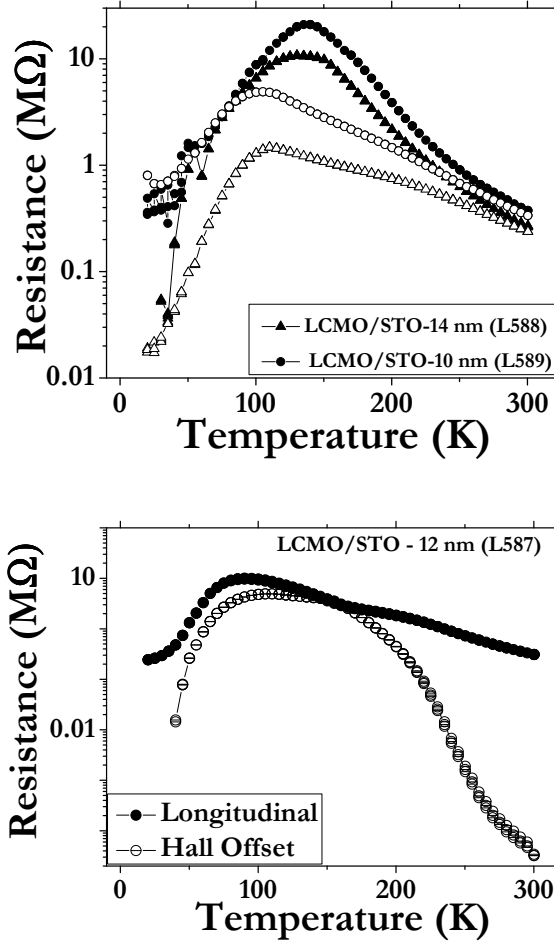 Resistance (MΩ)
10
1
0.1
0.01
LCMO/STO-14 nm (L588)
LCMO/STO-10 nm (L589)
0 100 200 300
Temperature (K)
LCMO/STO - 12 nm (L587)
Resistance (MΩ)
10
0.01
Longitudinal
Hall Offset
0 100 200 300
Temperature (K)